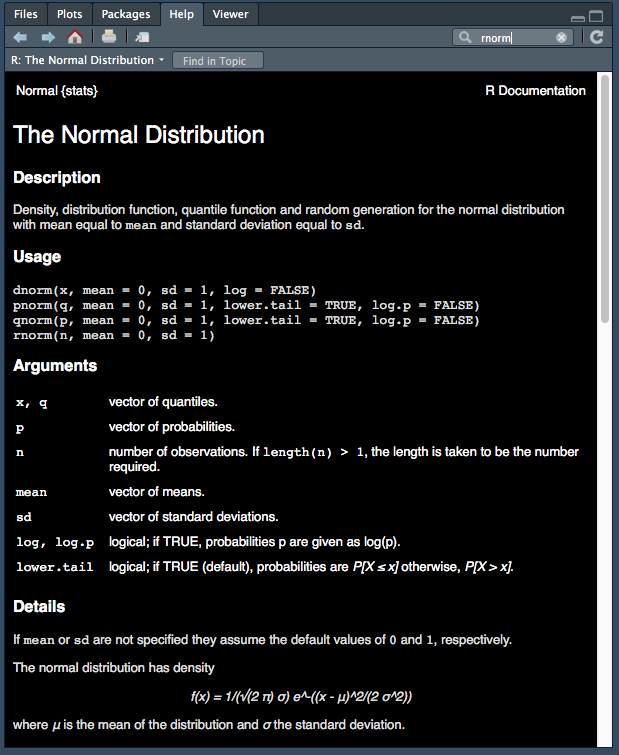 Files Plots Packages Help Viewer
rnorm
R: The Normal Distribution Find in Topic
Normal {stats} R Documentation
The Normal Distribution
Description
Density, distribution function, quantile function and random generation for the normal distribution
with mean equal to mean and standard deviation equal to sd.
Usage
dnorm(x, mean = 0, sd = 1, log = FALSE)
pnorm(q, mean = 0, sd = 1, lower.tail = TRUE, log.p = FALSE)
qnorm(p, mean = 0, sd = 1, lower.tail = TRUE, log.p = FALSE)
rnorm(n, mean = 0, sd = 1)
Arguments
x, q vector of quantiles.
p vector of probabilities.
n number of observations. If length(n) > 1, the length is taken to be the number
required.
mean vector of means.
sd vector of standard deviations.
log, log.p logical; if TRUE, probabilities p are given as log(p).
lower.tail logical; if TRUE (default), probabilities are P[X ≤ x] otherwise, P[X > x].
Details
If mean or sd are not specified they assume the default values of 0 and 1, respectively.
The normal distribution has density
f(x) = 1/(√(2 π) σ) e^-((x - μ)^2/(2 σ^2))
where μ is the mean of the distribution and σ the standard deviation.